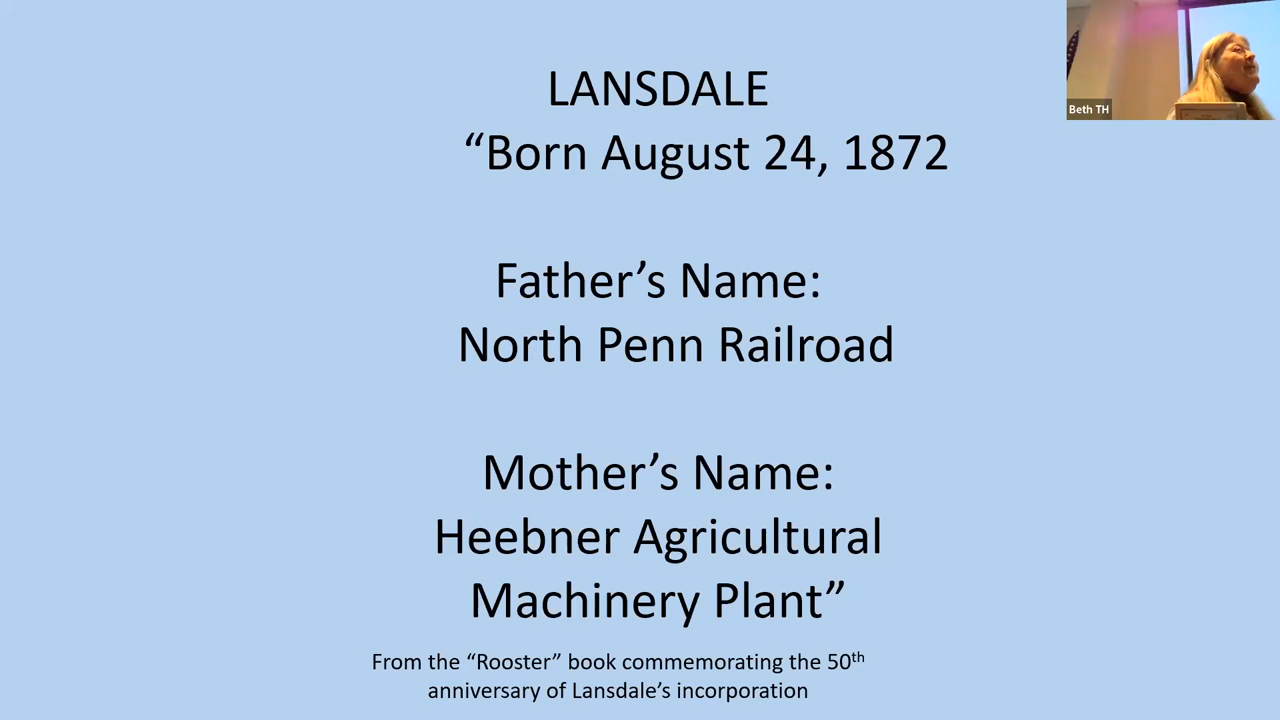 LANSDALE
“Born August 24, 1872
Father’s Name:
North Penn Railroad
Mother’s Name:
Heebner Agricultural
Machinery Plant”
From the “Rooster” book commemorating the 50th
anniversary of Lansdale’s incorporation
Beth TH